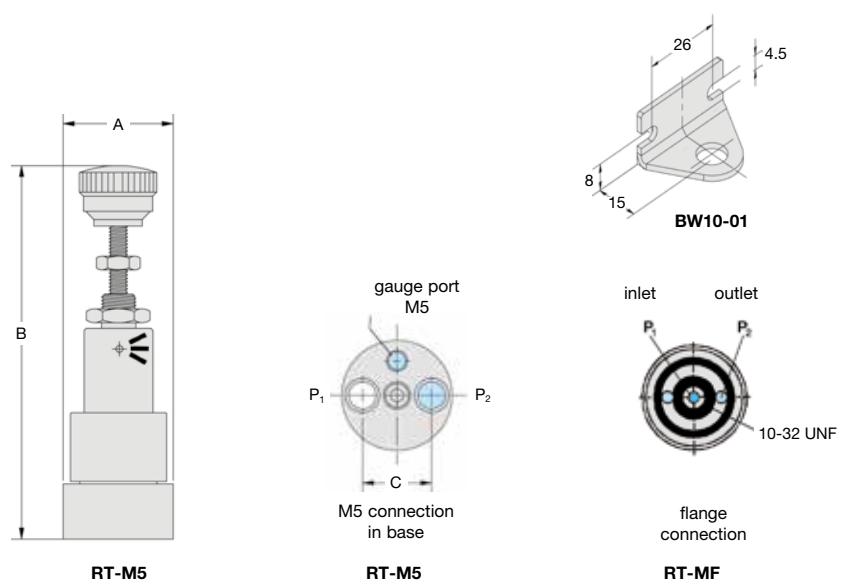 A
B
RT-M5
gauge port
M5
P₁
P₂
C
M5 connection
in base
RT-M5
26
4.5
8
15
BW10-01
inlet
outlet
P₁
P₂
10-32 UNF
flange
connection
RT-MF